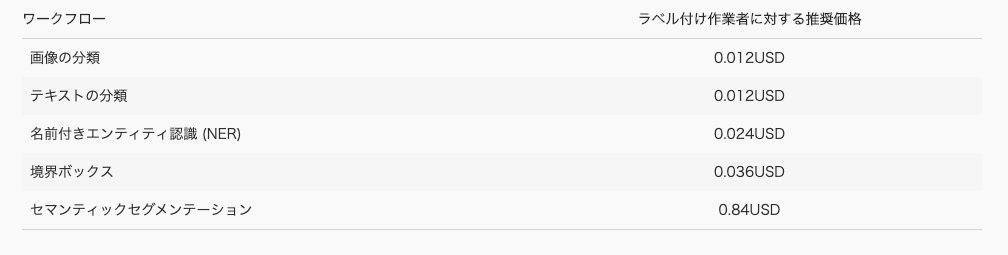 ワークフロー ラベル付け作業者に対する推奨価格
画像の分類 0.012USD
テキストの分類 0.012USD
名前付きエンティティ認識 (NER) 0.024USD
境界ボックス 0.036USD
セマンティックセグメンテーション 0.84USD